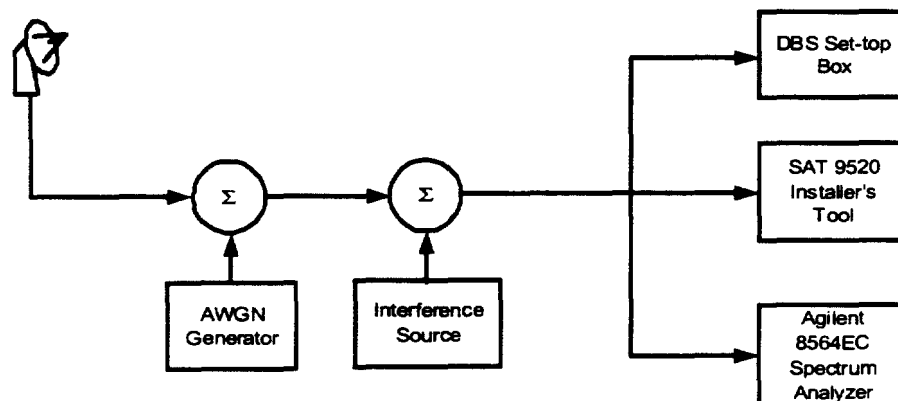 DBS Set-top
Box
Σ
Σ
SAT 9520
Installer's
Tool
AWGN
Generator
Interference
Source
Agilent
8564EC
Spectrum
Analyzer